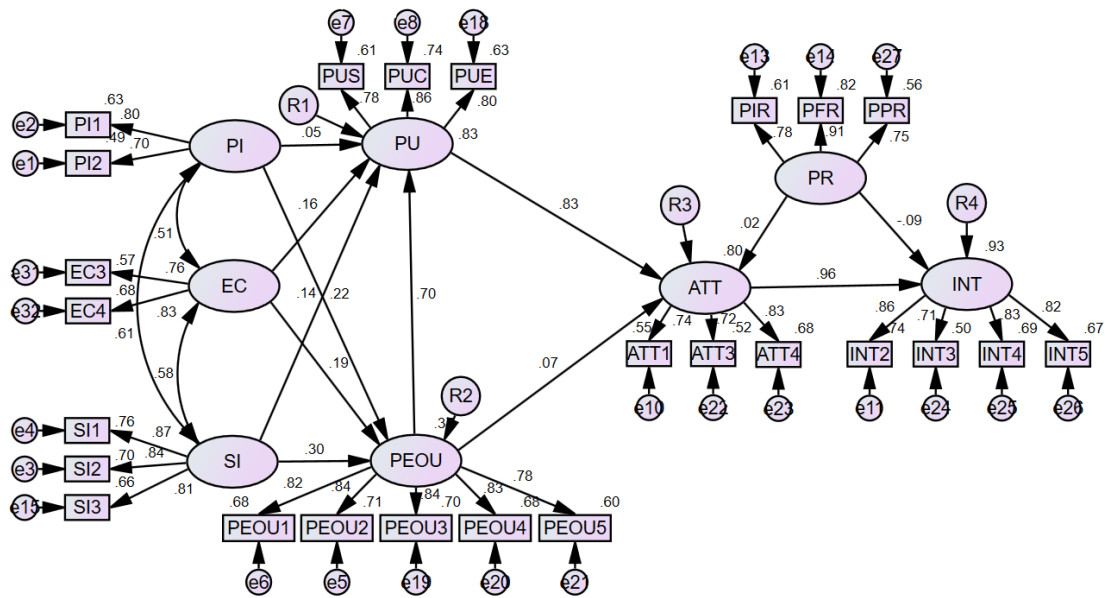 e7 e8 e18
.61 .74 .63
PUS PUC PUE
.78 .86 .80
R1
.83
PU
e13 e14 e27
.61 .82 .56
PIR PFR PPR
.78 .91 .75
PR
e2 PI1 .63 .80
e1 PI2 .49 .70
PI
.05
.16
.51
.83
R3
.02
-.09
R4
.80
.93
e31 EC3 .57 .76
e32 EC4 .68 .83
EC
.14 .22
.70
ATT
.96
INT
.61
.58
.19
.07
.55 .74 .72 .52 .83 .68
ATT1 ATT3 ATT4
e10 e22 e23
.86 .74 .71 .50 .83 .69 .82 .67
INT2 INT3 INT4 INT5
e11 e24 e25 e26
R2
e4 SI1 .76 .87
e3 SI2 .70 .84
e15 SI3 .66 .81
SI
.30
PEOU
.68 .82 .84 .71 .84 .70 .83 .68 .78 .60
PEOU1 PEOU2 PEOU3 PEOU4 PEOU5
e6 e5 e19 e20 e21